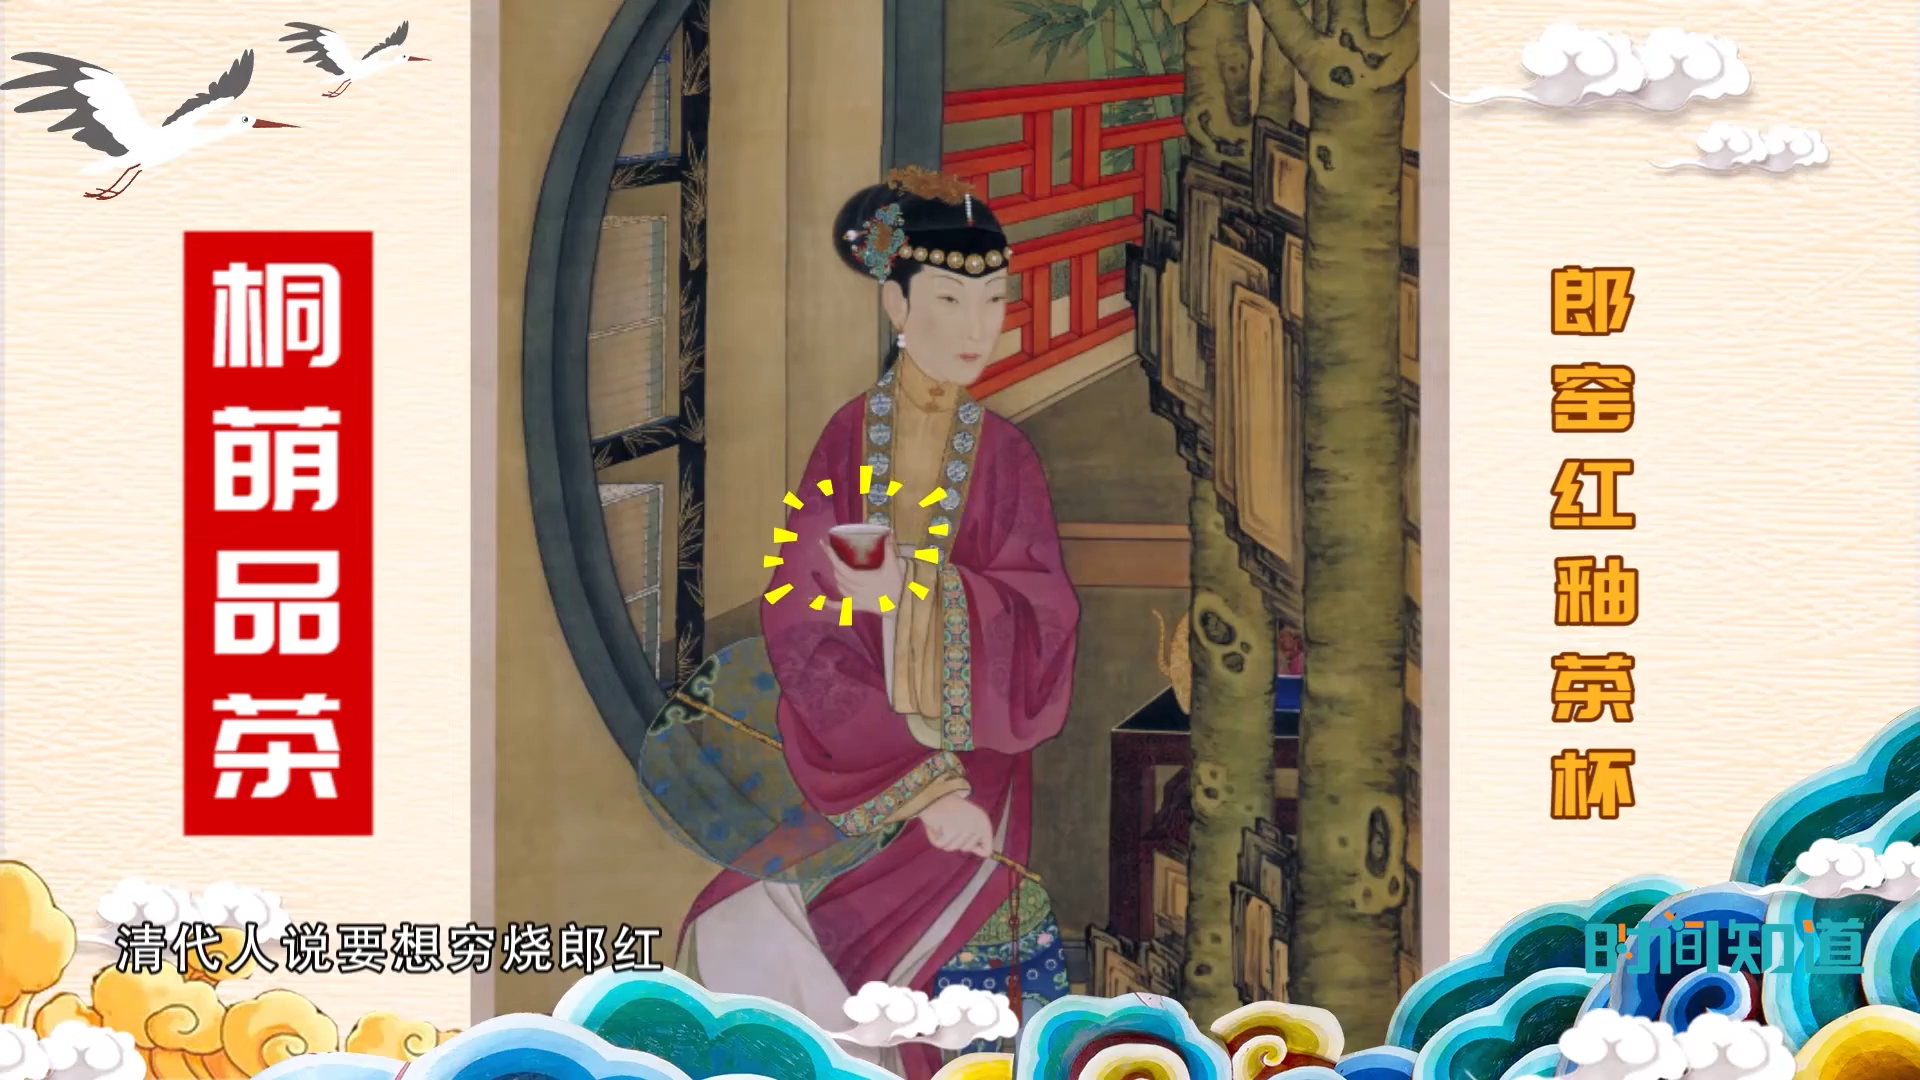 桐萌品茶
郎窑红釉茶杯
清代人说要想穷烧郎红
时间知道